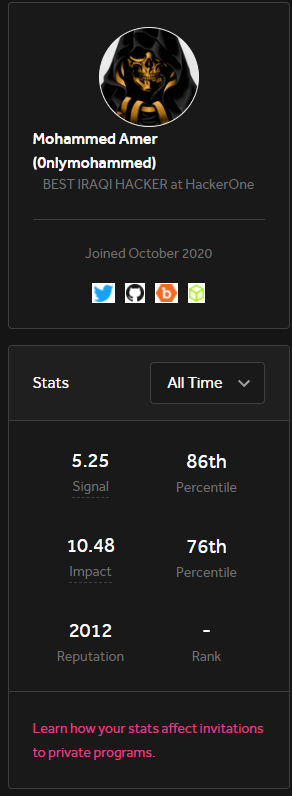 Mohammed Amer
(0nlymohammed)
BEST IRAQI HACKER at HackerOne
Joined October 2020
Stats
All Time
5.25
86th
Signal
Percentile
10.48
76th
Impact
Percentile
2012
-
Reputation
Rank
Learn how your stats affect invitations
to private programs.